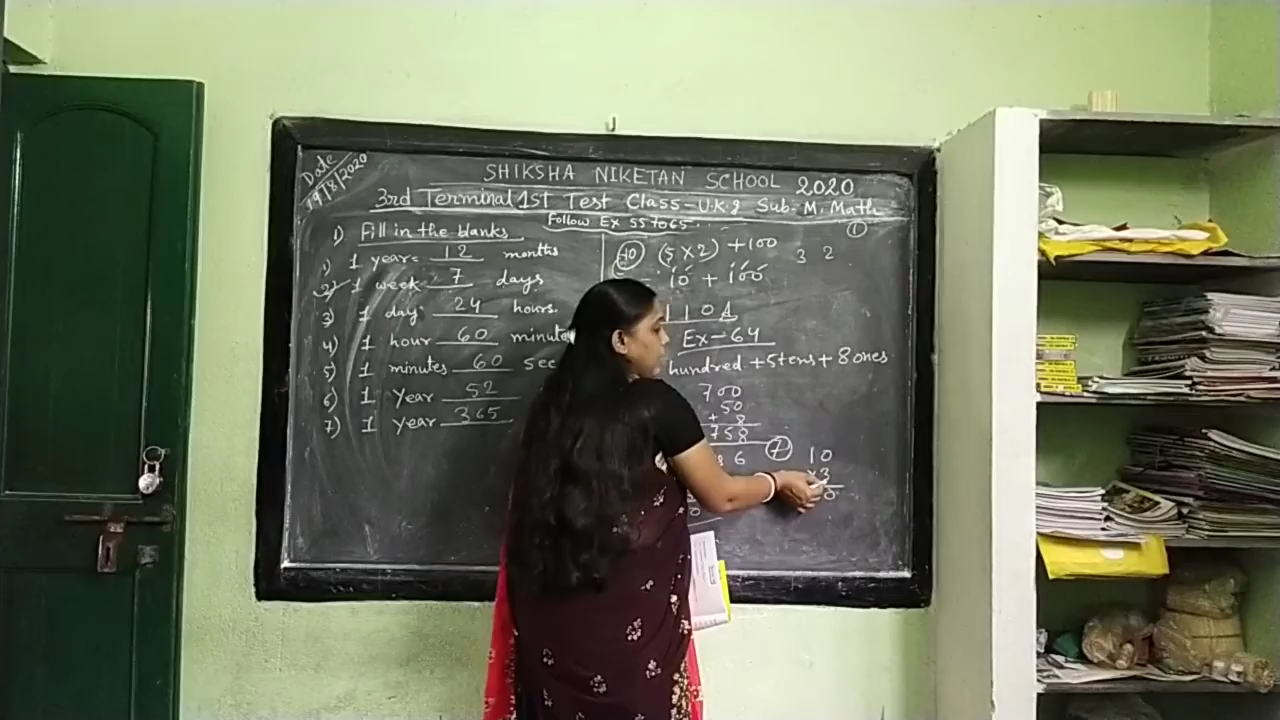 Date
19/8/2020
SHIKSHA NIKETAN SCHOOL 2020
3rd Terminal 1st Test Class-U.K.g Sub-M.Math
Follow Ex 55 to 65
1) Fill in the blanks
1) 1 year= 12 months
2) 1 week 7 days
3) 1 day 24 hours.
4) 1 hour 60 minutes
5) 1 minutes 60 sec
6) 1 Year 52
7) 1 Year 365
1
10 (5 x 2) + 100
3 2
10 + 100
110
Ex-64
hundred + 5 tens + 8 ones
700
50
+ 8
758
6
7 10
x 3
0
0